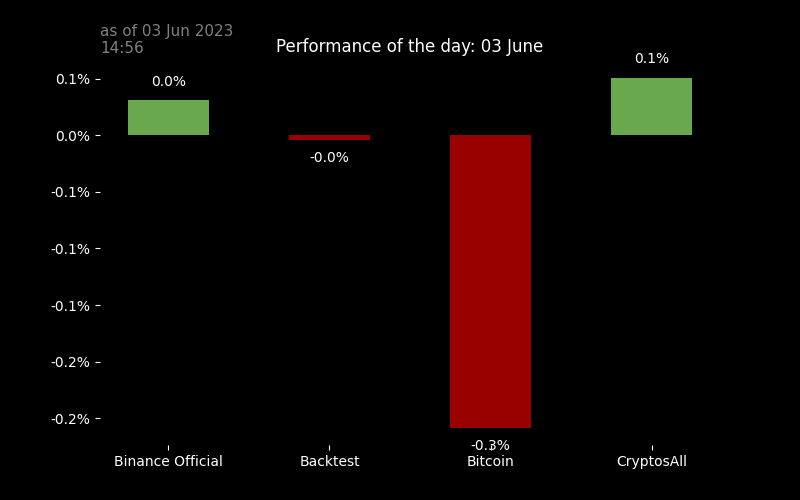 as of 03 Jun 2023
14:56
Performance of the day: 03 June
0.1%
0.0%
-0.1%
-0.1%
-0.1%
-0.2%
-0.2%
0.0%
-0.0%
-0.3%
0.1%
Binance Official
Backtest
Bitcoin
CryptosAll